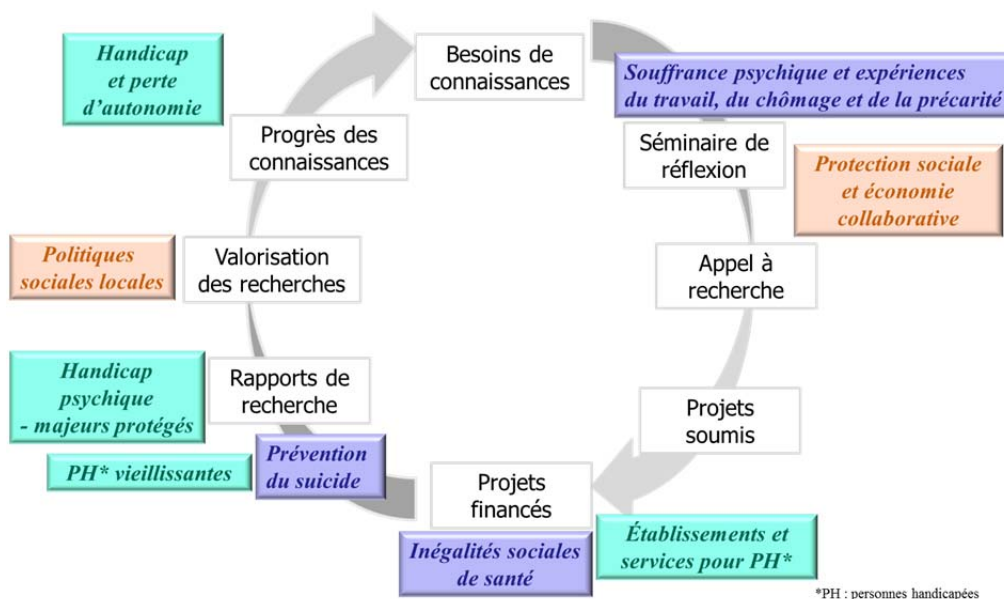 Besoins de
connaissances
Souffrance psychique et expériences
du travail, du chômage et de la précarité
Séminaire de
réflexion
Protection sociale
et économie
collaborative
Appel à
recherche
Projets
soumis
Projets
financés
Établissements et
services pour PH*
Inégalités sociales
de santé
Rapports de
recherche
Prévention
du suicide
Handicap
psychique
- majeurs protégés
PH* vieillissantes
Valorisation
des recherches
Politiques
sociales locales
Progrès des
connaissances
Handicap
et perte
d'autonomie
*PH : personnes handicapées